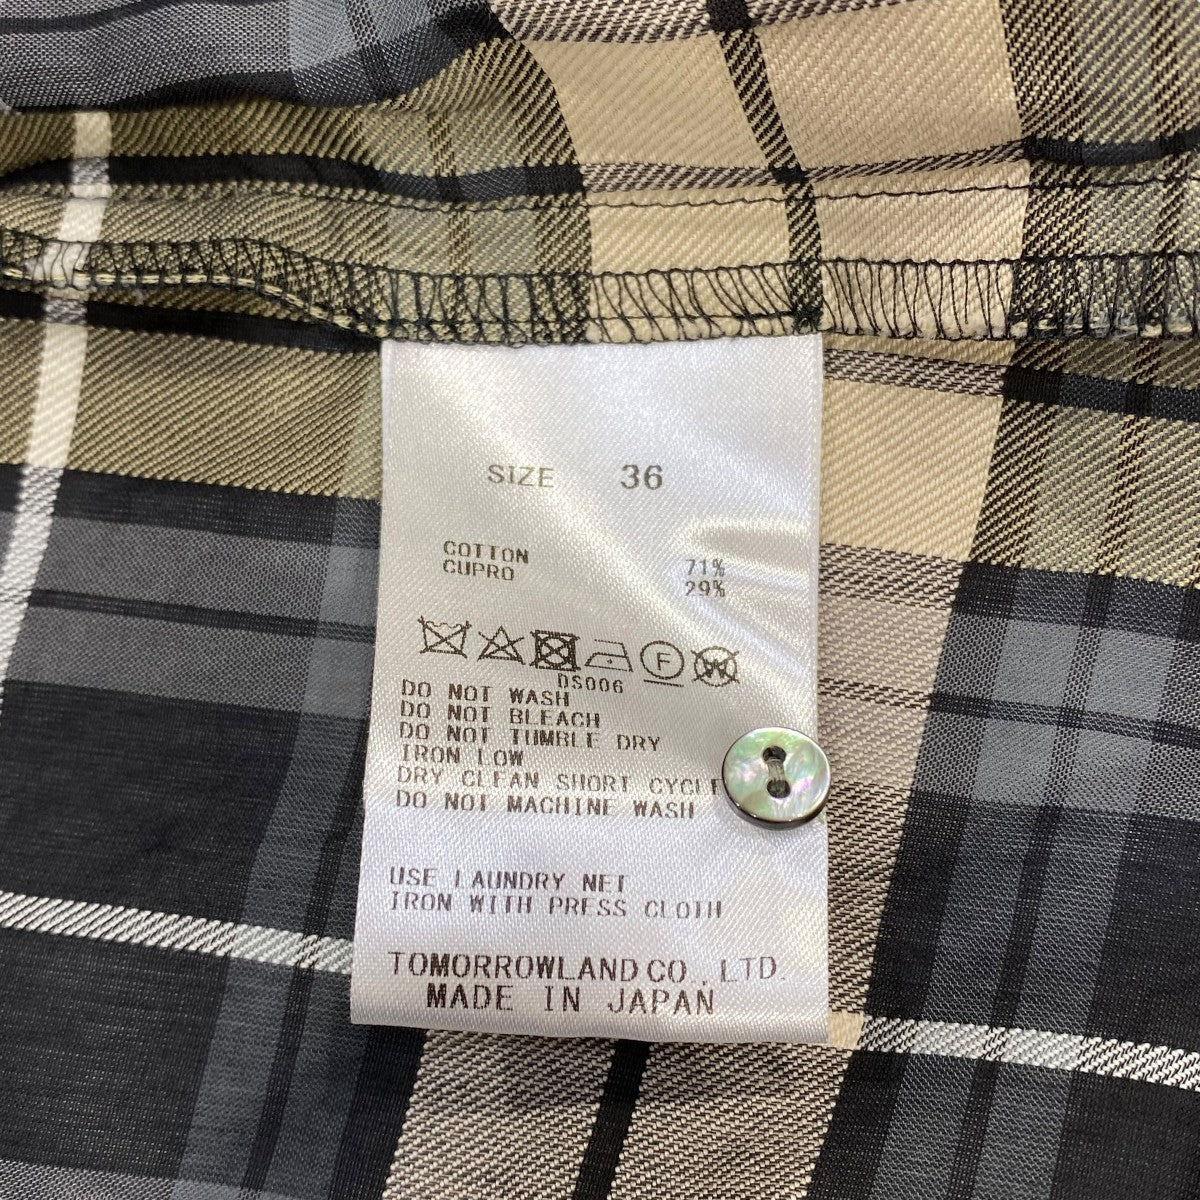 SIZE 36
COTTON 71%
CUPRO 29%
F W
DS006
DO NOT WASH
DO NOT BLEACH
DO NOT TUMBLE DRY
IRON LOW
DRY CLEAN SHORT CYCLE
DO NOT MACHINE WASH
USE LAUNDRY NET
IRON WITH PRESS CLOTH
TOMORROWLAND CO., LTD.
MADE IN JAPAN